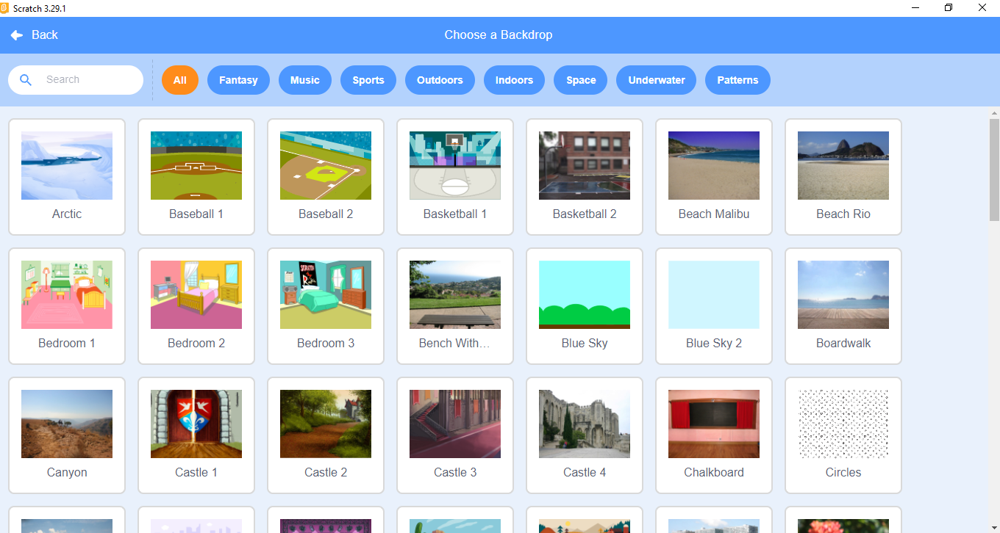 Scratch 3.29.1
Back
Choose a Backdrop
Search
All
Fantasy
Music
Sports
Outdoors
Indoors
Space
Underwater
Patterns
Arctic
Baseball 1
Baseball 2
Basketball 1
Basketball 2
Beach Malibu
Beach Rio
SCRATCH
Bedroom 1
Bedroom 2
Bedroom 3
Bench With...
Blue Sky
Blue Sky 2
Boardwalk
Canyon
Castle 1
Castle 2
Castle 3
Castle 4
Chalkboard
Circles